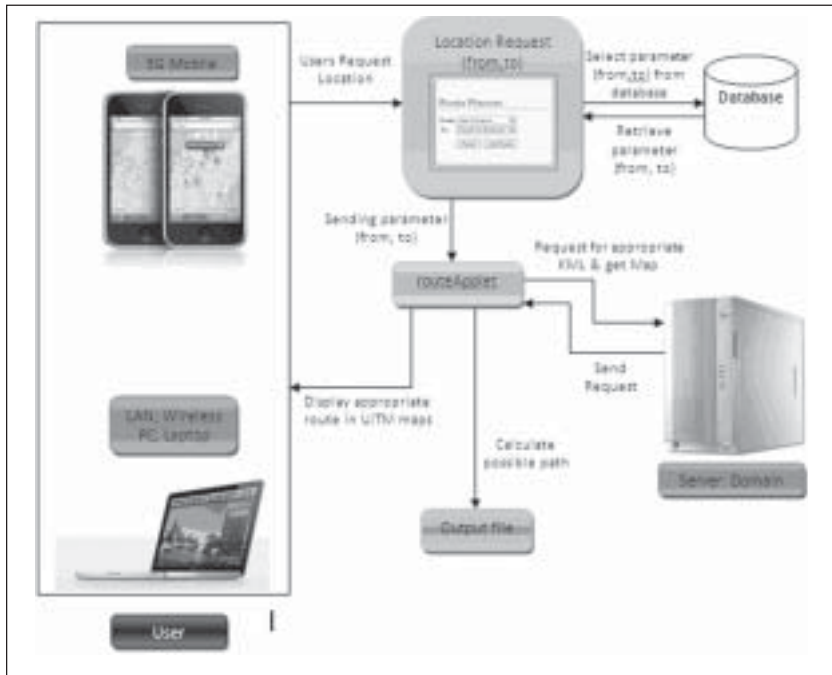 3G Mobile
Users Request
Location
Location Request
(from,to)
Route Planner
Select parameter
(from,to) from
database
Database
Retrieve
parameter
(from, to)
Sending parameter
(from, to)
Request for appropriate
KML & get Map
routeApplet
Send
Request
Display appropriate
route in UiTM maps
LAN, Wireless
PC, Laptop
Calculate
possible path
Server: Domain
Output file
User